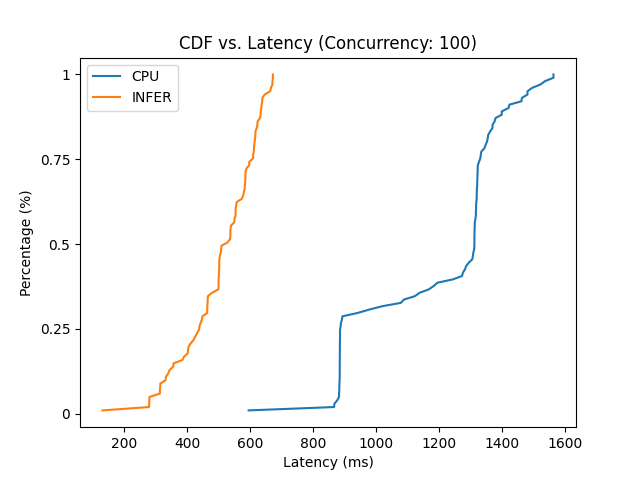 CDF vs. Latency (Concurrency: 100)
CPU
INFER
1
0.75
0.5
0.25
0
Percentage (%)
200 400 600 800 1000 1200 1400 1600
Latency (ms)